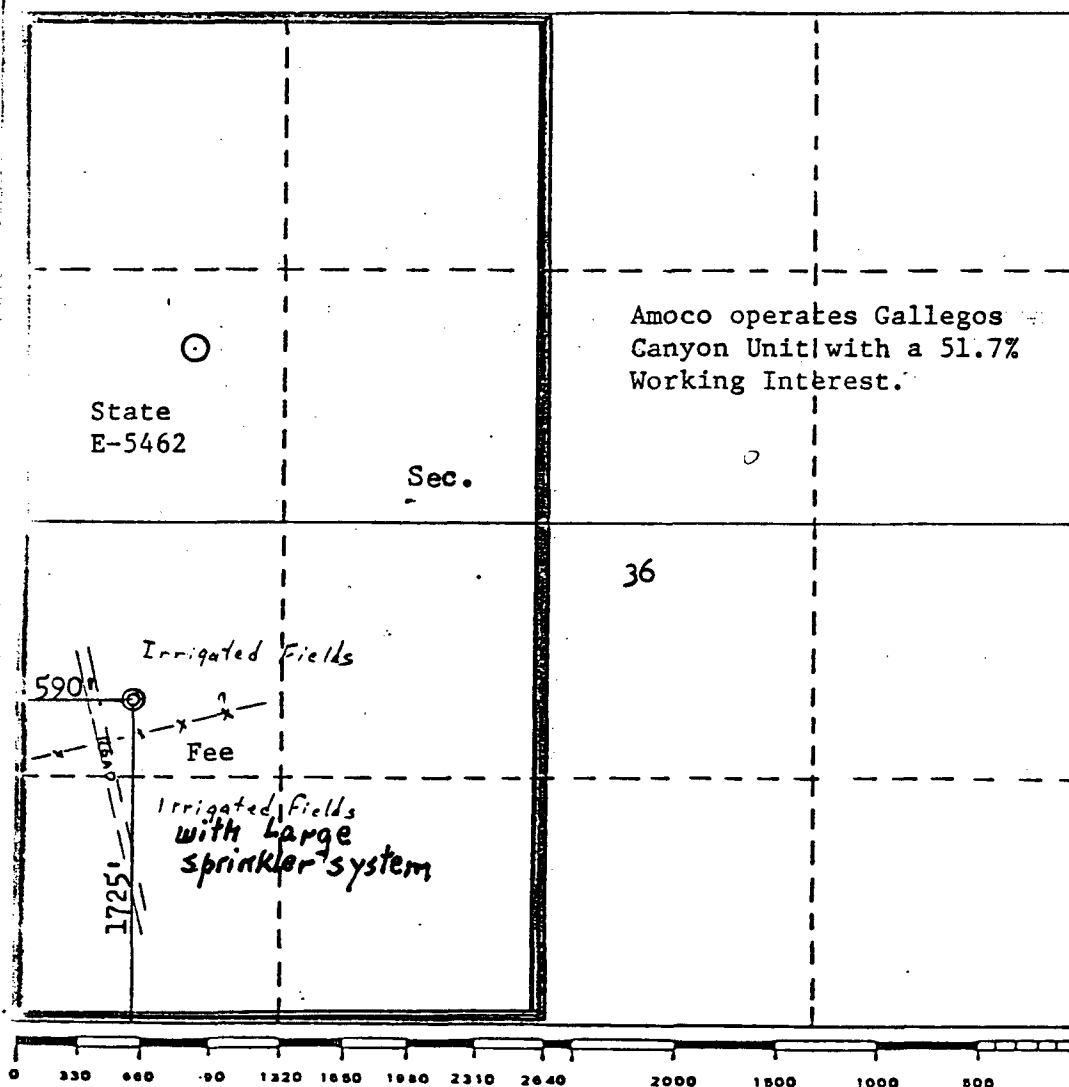 Amoco operates Gallegos
Canyon Unit with a 51.7%
Working Interest.
State
E-5462
Sec.
36
Irrigated Fields
590'
Fee
Irrigated Fields
with Large
sprinkler system
1725'
0 330 660 90 1320 1650 1980 2310 2640 2000 1500 1000 500